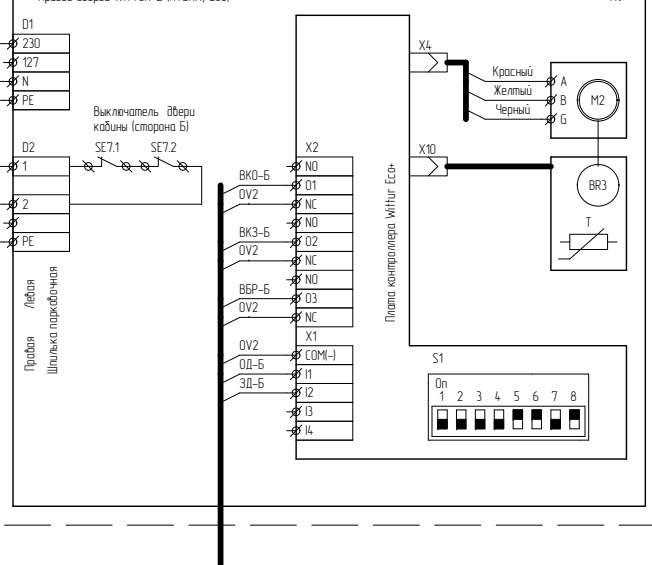 D1
230
127
N
PE
Выключатель двери
кабины (сторона Б)
D2
SE7.1
SE7.2
1
2
PE
Правая Левая
Шпилька парковочная
X2
NO
ВКО-Б
O1
0V2
NC
NO
ВКЗ-Б
O2
0V2
NC
NO
ВБР-Б
O3
0V2
NC
X1
0V2
COM(-)
ОД-Б
I1
ЗД-Б
I2
I3
I4
Плата контроллера Wittur Eco+
X4
Красный
A
Желтый
B
Черный
G
M2
X10
BR3
T
S1
On
1 2 3 4 5 6 7 8